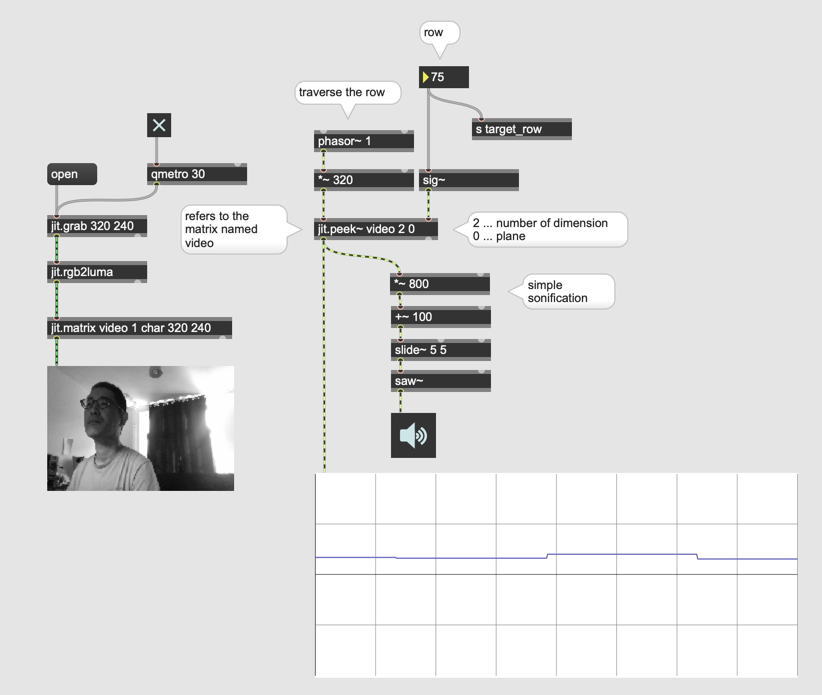 row
75
traverse the row
s target_row
phasor~ 1
open
qmetro 30
*~ 320
sig~
refers to the
matrix named
video
jit.grab 320 240
jit.peek~ video 2 0
2 ... number of dimension
0 ... plane
jit.rgb2luma
*~ 800
simple
sonification
+~ 100
jit.matrix video 1 char 320 240
slide~ 5 5
saw~